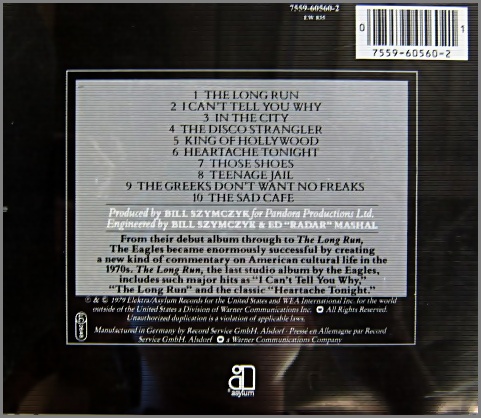 7559-60560-2
EW 835
0 1
7559-60560-2
1 THE LONG RUN
2 I CAN'T TELL YOU WHY
3 IN THE CITY
4 THE DISCO STRANGLER
5 KING OF HOLLYWOOD
6 HEARTACHE TONIGHT
7 THOSE SHOES
8 TEENAGE JAIL
9 THE GREEKS DON'T WANT NO FREAKS
10 THE SAD CAFE
Produced by BILL SZYMCZYK for Pandora Productions Ltd.
Engineered by BILL SZYMCZYK & ED "RADAR" MASHAL
From their debut album through to The Long Run,
The Eagles became enormously successful by creating
a new kind of commentary on American cultural life in the
1970s. The Long Run, the last studio album by the Eagles,
includes such major hits as "I Can't Tell You Why,"
"The Long Run" and the classic "Heartache Tonight."
℗ & © 1979 Elektra/Asylum Records for the United States and WEA International Inc. for the world
outside of the United States a Division of Warner Communications Inc. All Rights Reserved.
Unauthorized duplication is a violation of applicable laws.
Manufactured in Germany by Record Service GmbH. Alsdorf · Pressé en Allemagne par Record
Service GmbH. Alsdorf a Warner Communications Company
asylum